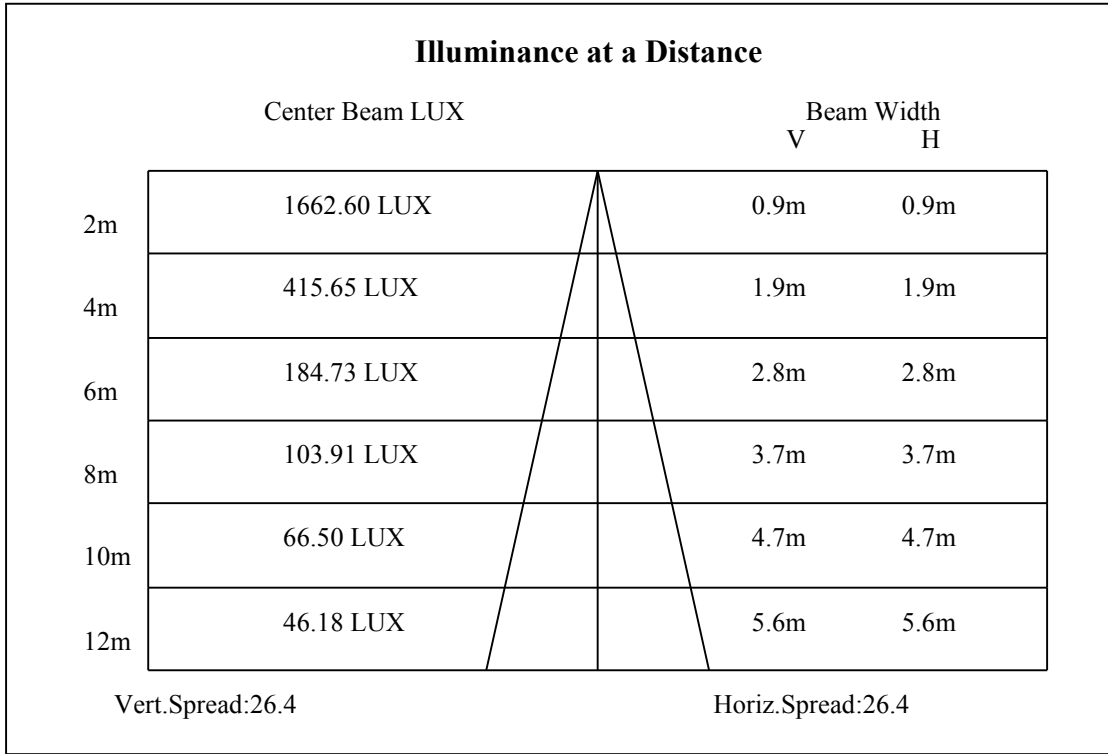 Illuminance at a Distance
Center Beam LUX Beam Width
V H
2m 1662.60 LUX 0.9m 0.9m
4m 415.65 LUX 1.9m 1.9m
6m 184.73 LUX 2.8m 2.8m
8m 103.91 LUX 3.7m 3.7m
10m 66.50 LUX 4.7m 4.7m
12m 46.18 LUX 5.6m 5.6m
Vert.Spread:26.4 Horiz.Spread:26.4